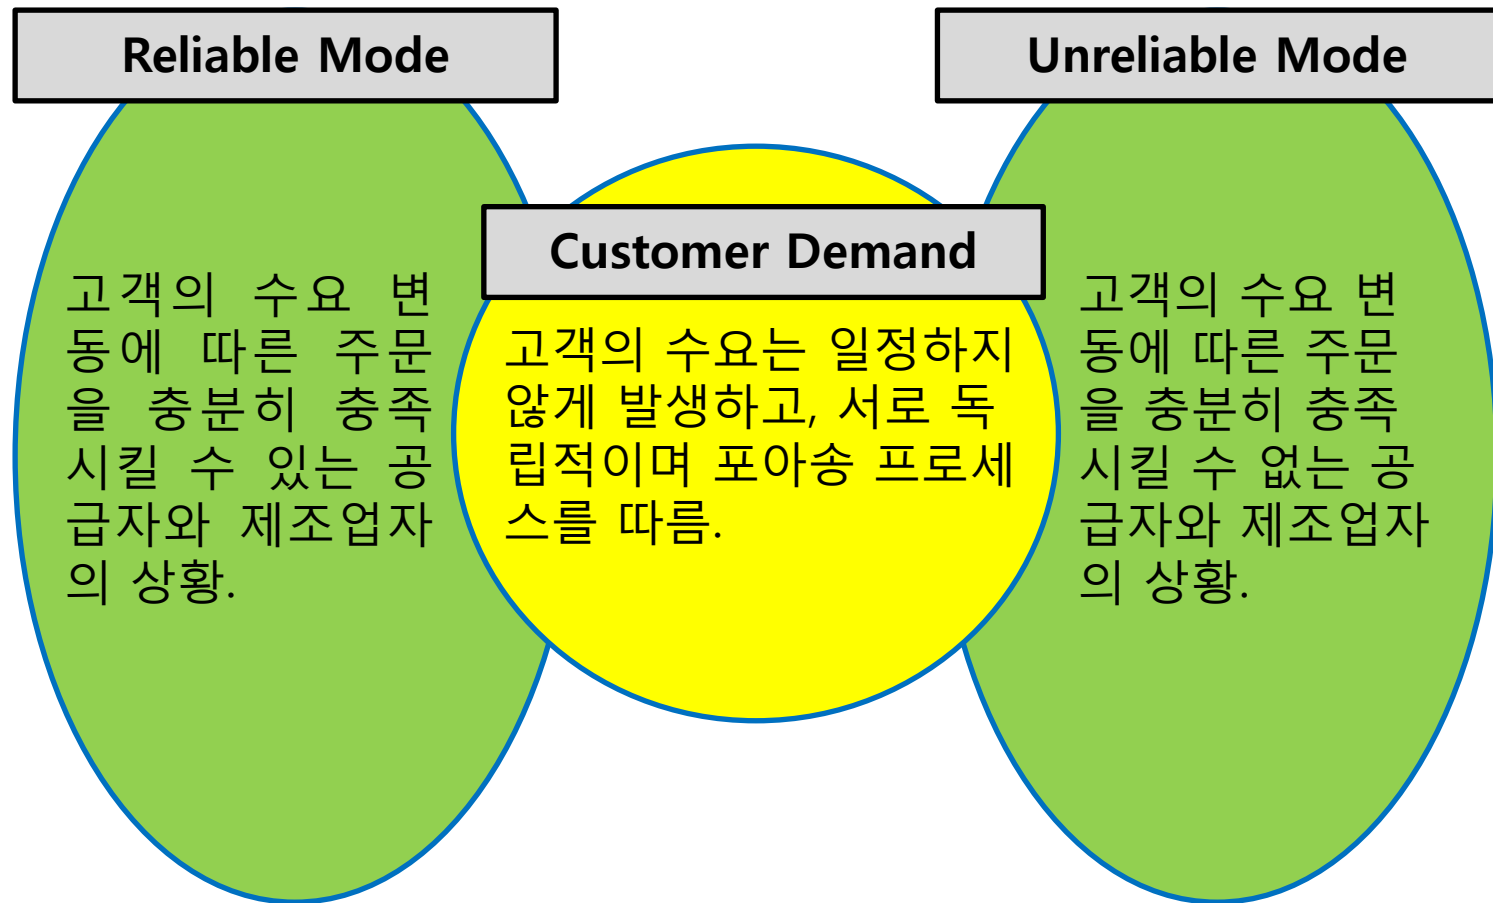 Reliable Mode
고객의 수요 변
동에 따른 주문
을 충분히 충족
시킬 수 있는 공
급자와 제조업자
의 상황.
Customer Demand
고객의 수요는 일정하지
않게 발생하고, 서로 독
립적이며 포아송 프로세
스를 따름.
Unreliable Mode
고객의 수요 변
동에 따른 주문
을 충분히 충족
시킬 수 없는 공
급자와 제조업자
의 상황.